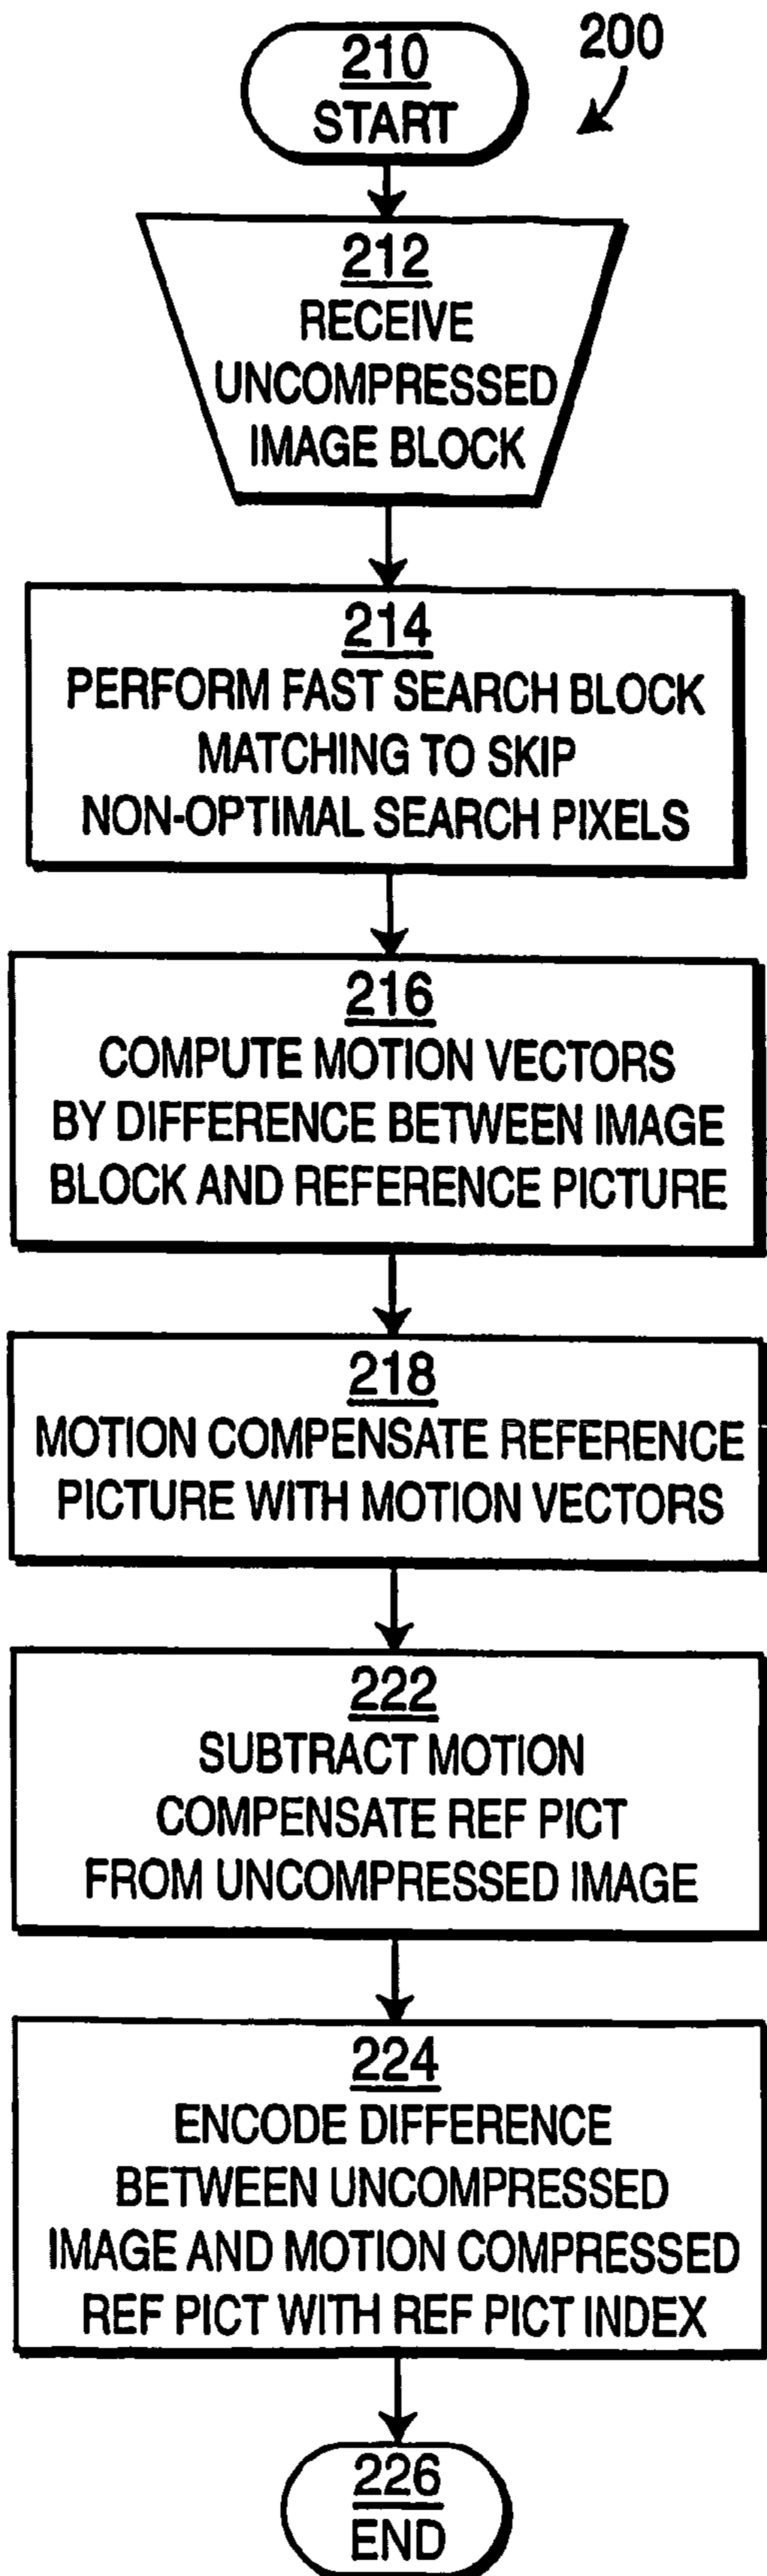 200
210
START
212
RECEIVE
UNCOMPRESSED
IMAGE BLOCK
214
PERFORM FAST SEARCH BLOCK
MATCHING TO SKIP
NON-OPTIMAL SEARCH PIXELS
216
COMPUTE MOTION VECTORS
BY DIFFERENCE BETWEEN IMAGE
BLOCK AND REFERENCE PICTURE
218
MOTION COMPENSATE REFERENCE
PICTURE WITH MOTION VECTORS
222
SUBTRACT MOTION
COMPENSATE REF PICT
FROM UNCOMPRESSED IMAGE
224
ENCODE DIFFERENCE
BETWEEN UNCOMPRESSED
IMAGE AND MOTION COMPRESSED
REF PICT WITH REF PICT INDEX
226
END